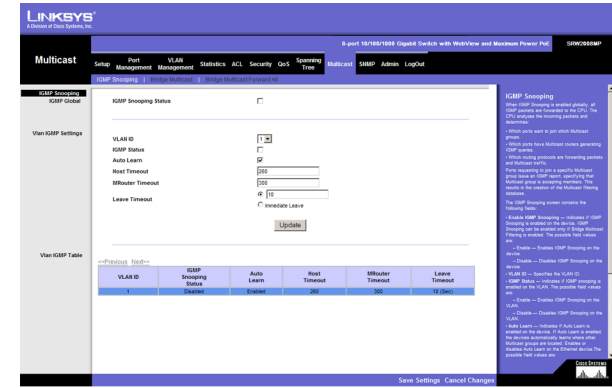 LINKSYS®
A Division of Cisco Systems, Inc.
8-port 10/100/1000 Gigabit Switch with WebView and Maximum Power PoE
SRW2008MP
Multicast
Setup
Port Management
VLAN Management
Statistics
ACL
Security
QoS
Spanning Tree
Multicast
SNMP
Admin
LogOut
IGMP Snooping | Bridge Multicast | Bridge Multicast Forward All
IGMP Snooping
IGMP Global
IGMP Snooping Status
Vlan IGMP Settings
VLAN ID
1
IGMP Status
Auto Learn
Host Timeout
260
MRouter Timeout
300
Leave Timeout
10
Immediate Leave
Update
Vlan IGMP Table
<<Previous Next>>
VLAN ID
IGMP Snooping Status
Auto Learn
Host Timeout
MRouter Timeout
Leave Timeout
1 Disabled Enabled 260 300 10 (Sec)
IGMP Snooping
When IGMP Snooping is enabled globally, all
IGMP packets are forwarded to the CPU. The
CPU analyzes the incoming packets and
determines:
- Which ports want to join which Multicast
groups.
- Which ports have Multicast routers generating
IGMP queries.
- Which routing protocols are forwarding packets
and Multicast traffic.
Ports requesting to join a specific Multicast
group issue an IGMP report, specifying that
Multicast group is accepting members. This
results in the creation of the Multicast filtering
database.
The IGMP Snooping screen contains the
following fields:
- Enable IGMP Snooping — Indicates if IGMP
Snooping is enabled on the device. IGMP
Snooping can be enabled only if Bridge Multicast
Filtering is enabled. The possible field values
are:
– Enable — Enables IGMP Snooping on the
device.
– Disable — Disables IGMP Snooping on the
device.
- VLAN ID — Specifies the VLAN ID.
- IGMP Status — Indicates if IGMP snooping is
enabled on the VLAN. The possible field values
are:
– Enable — Enables IGMP Snooping on the
VLAN.
– Disable — Disables IGMP Snooping on the
VLAN.
- Auto Learn — Indicates if Auto Learn is
enabled on the device. If Auto Learn is enabled,
the devices automatically learns where other
Multicast groups are located. Enables or
disables Auto Learn on the Ethernet device. The
possible field values are:
Save Settings Cancel Changes
CISCO SYSTEMS